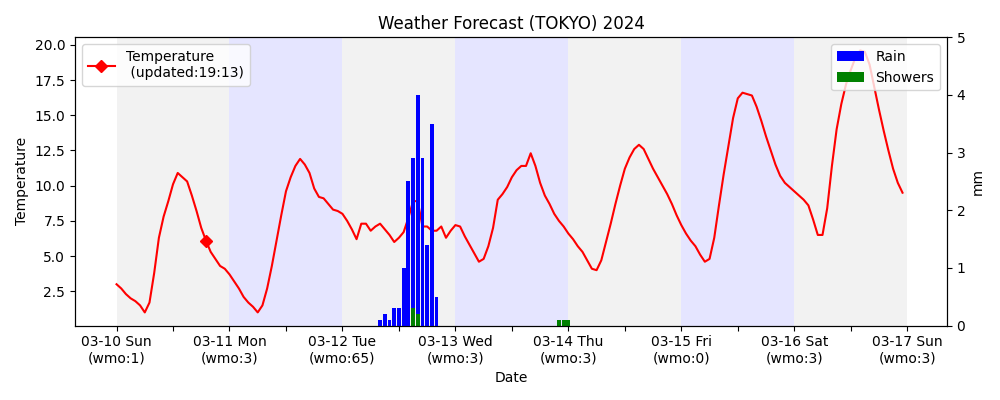 Weather Forecast (TOKYO) 2024
Temperature
(updated:19:13)
Rain
Showers
20.0
17.5
15.0
12.5
10.0
7.5
5.0
2.5
Temperature
5
4
3
2
1
0
mm
03-10 Sun
(wmo:1)
03-11 Mon
(wmo:3)
03-12 Tue
(wmo:65)
03-13 Wed
(wmo:3)
03-14 Thu
(wmo:3)
03-15 Fri
(wmo:0)
03-16 Sat
(wmo:3)
03-17 Sun
(wmo:3)
Date